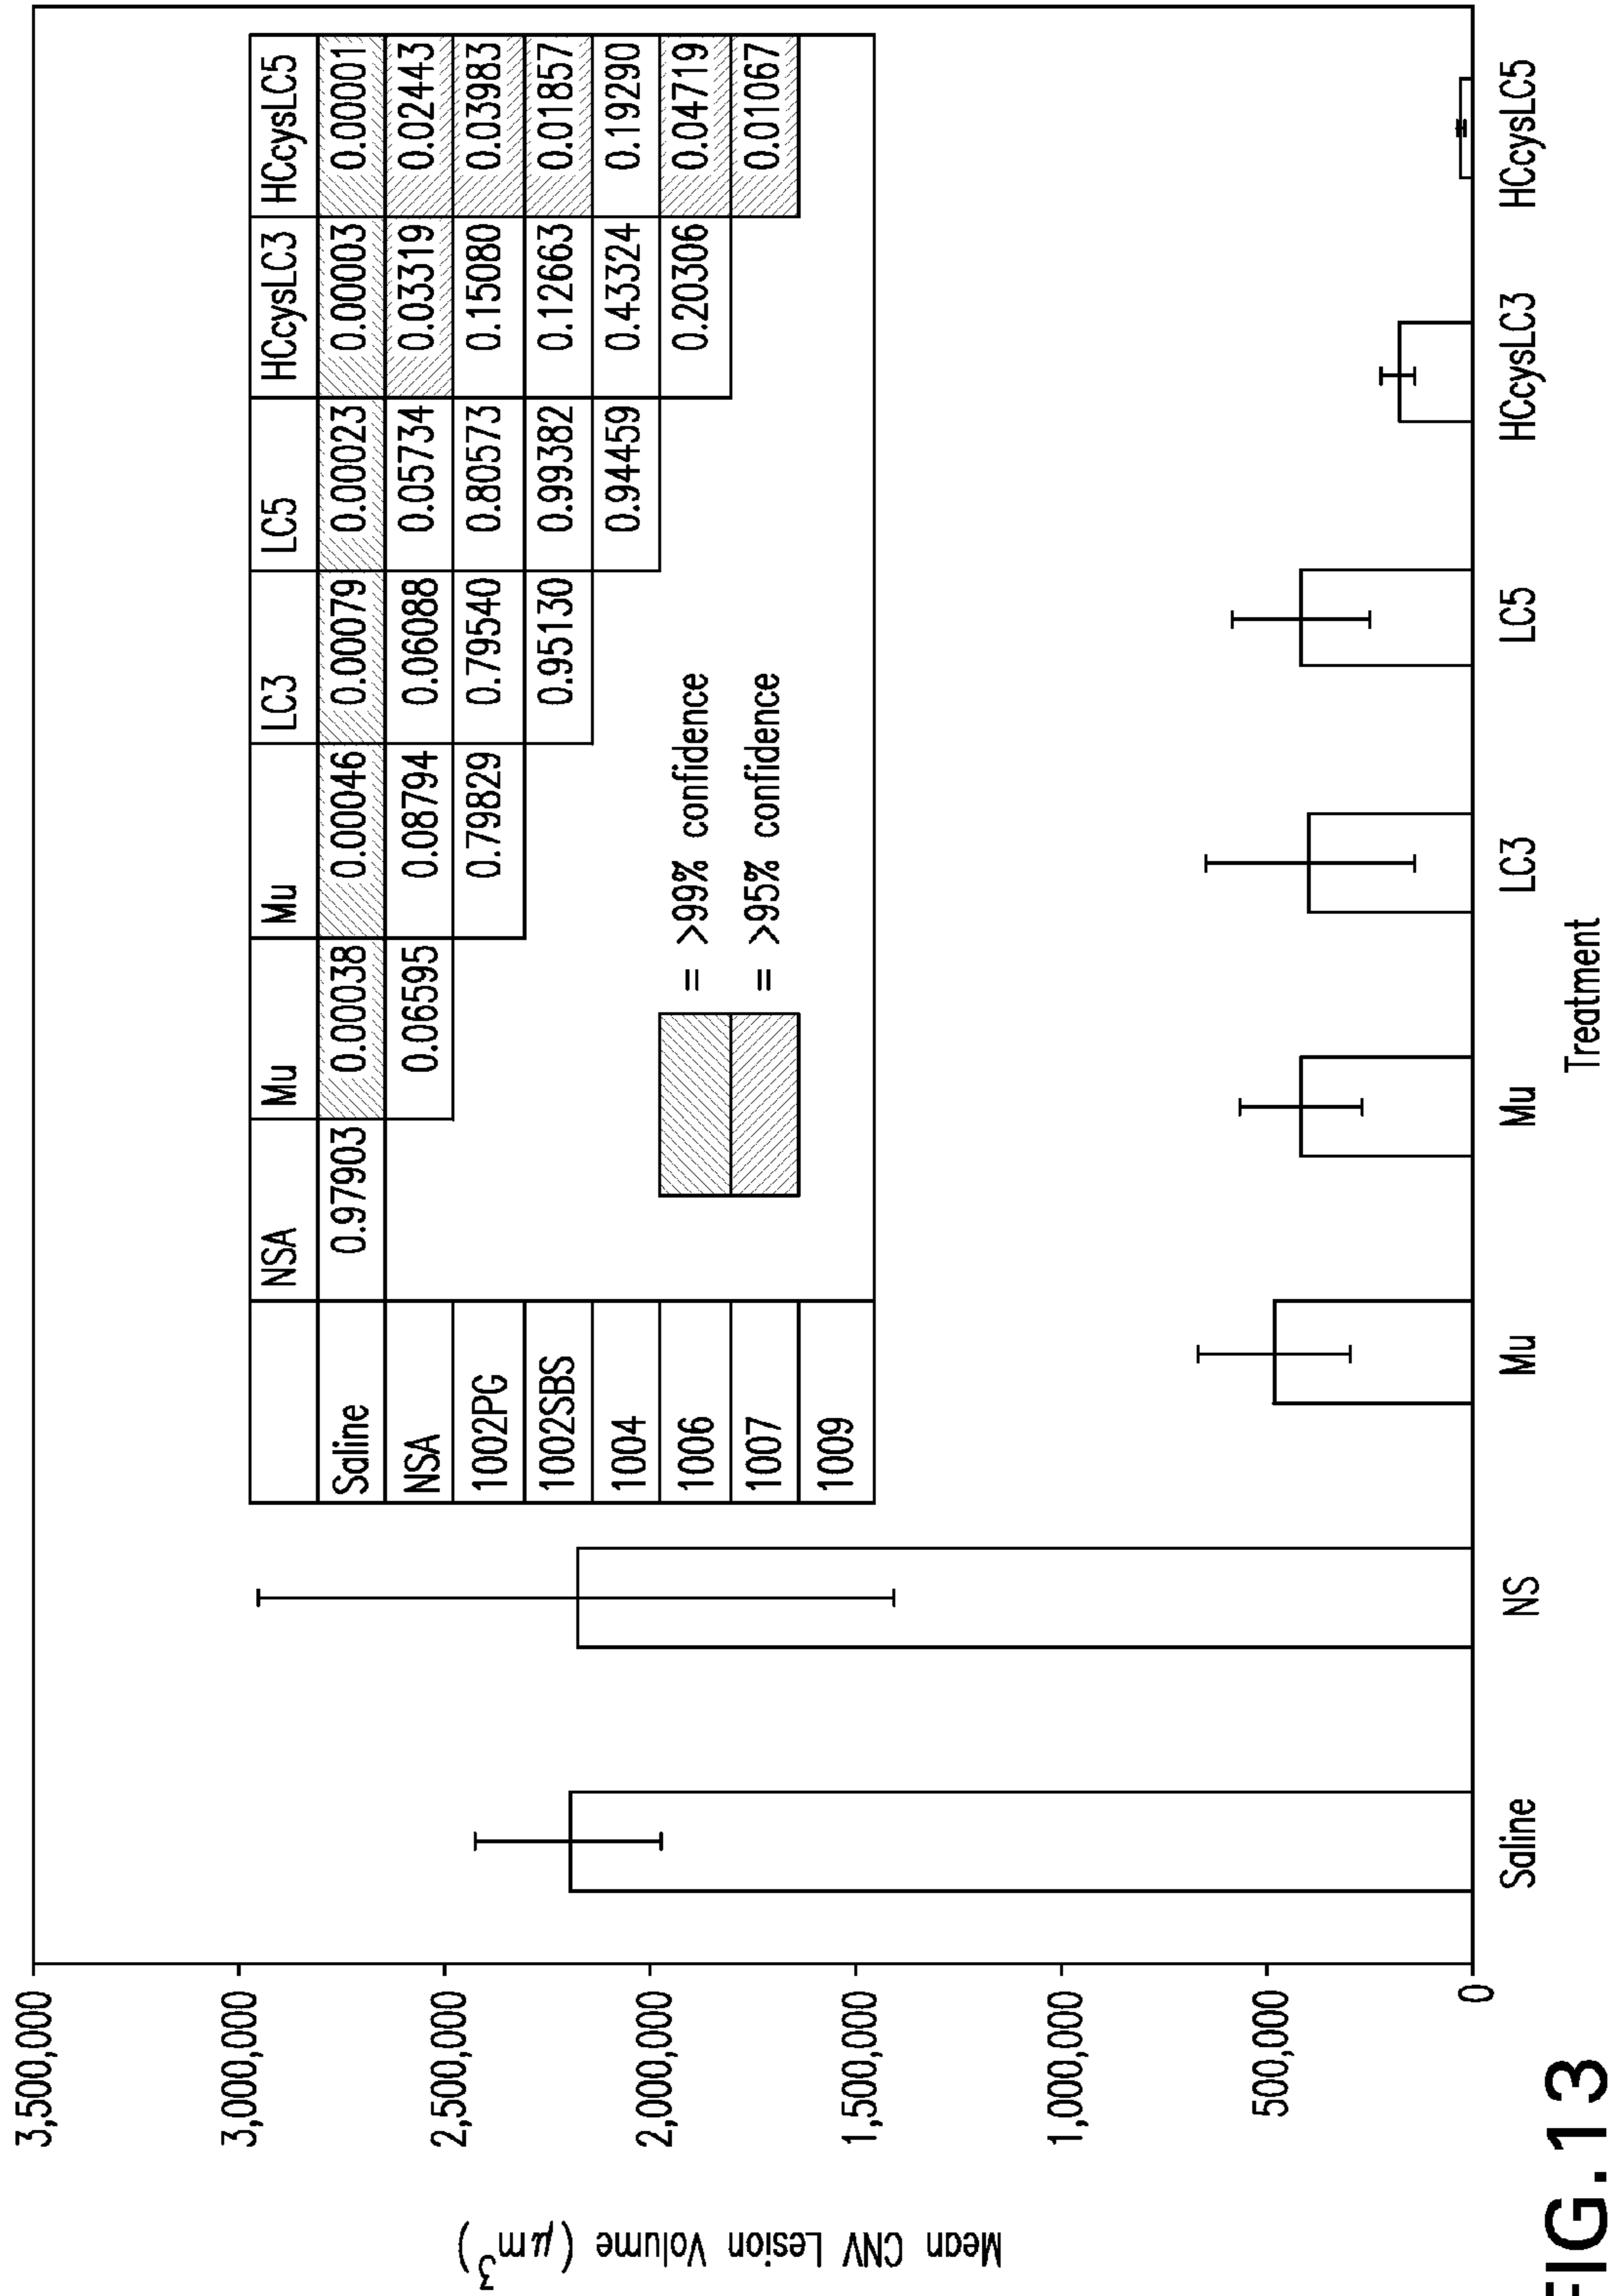 3,500,000
3,000,000
2,500,000
2,000,000
1,500,000
1,000,000
500,000
0
Mean CNV Lesion Volume (μm3)
NSA Mu Mu LC3 LC5 HCcysLC3 HCcysLC5
Saline 0.97903 0.00038 0.00046 0.00079 0.00023 0.00003 0.00001
NSA 0.06595 0.08794 0.06088 0.05734 0.03319 0.02443
1002PG 0.79829 0.79540 0.80573 0.15080 0.03983
1002SBS 0.95130 0.99382 0.12663 0.01857
1004 0.94459 0.43324 0.19290
1006 0.20306 0.04719
1007 0.01067
1009
= >99% confidence
= >95% confidence
Saline NS Mu Mu LC3 LC5 HCcysLC3 HCcysLC5
Treatment
FIG.13